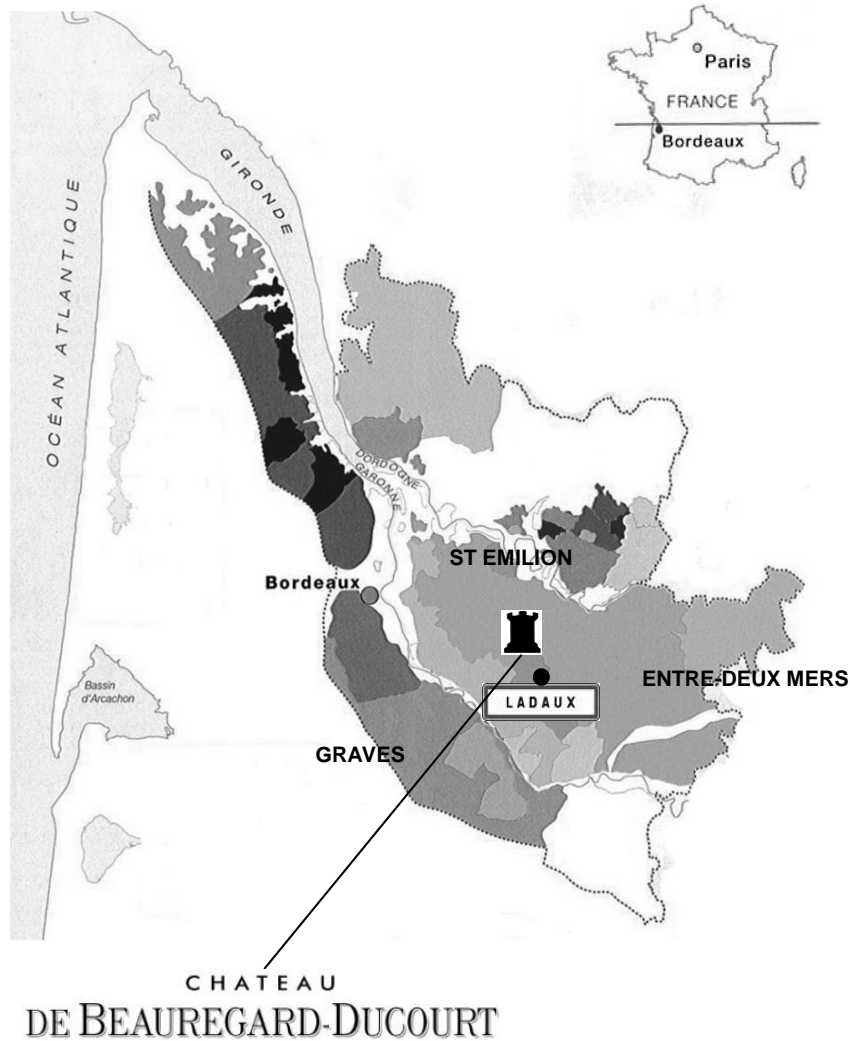 Paris
FRANCE
Bordeaux
GIRONDE
OCÉAN ATLANTIQUE
DORDOGNE
GARONNE
ST EMILION
Bordeaux
ENTRE-DEUX MERS
Bassin
d'Arcachon
LADAUX
GRAVES
CHATEAU
DE BEAUREGARD-DUCOURT